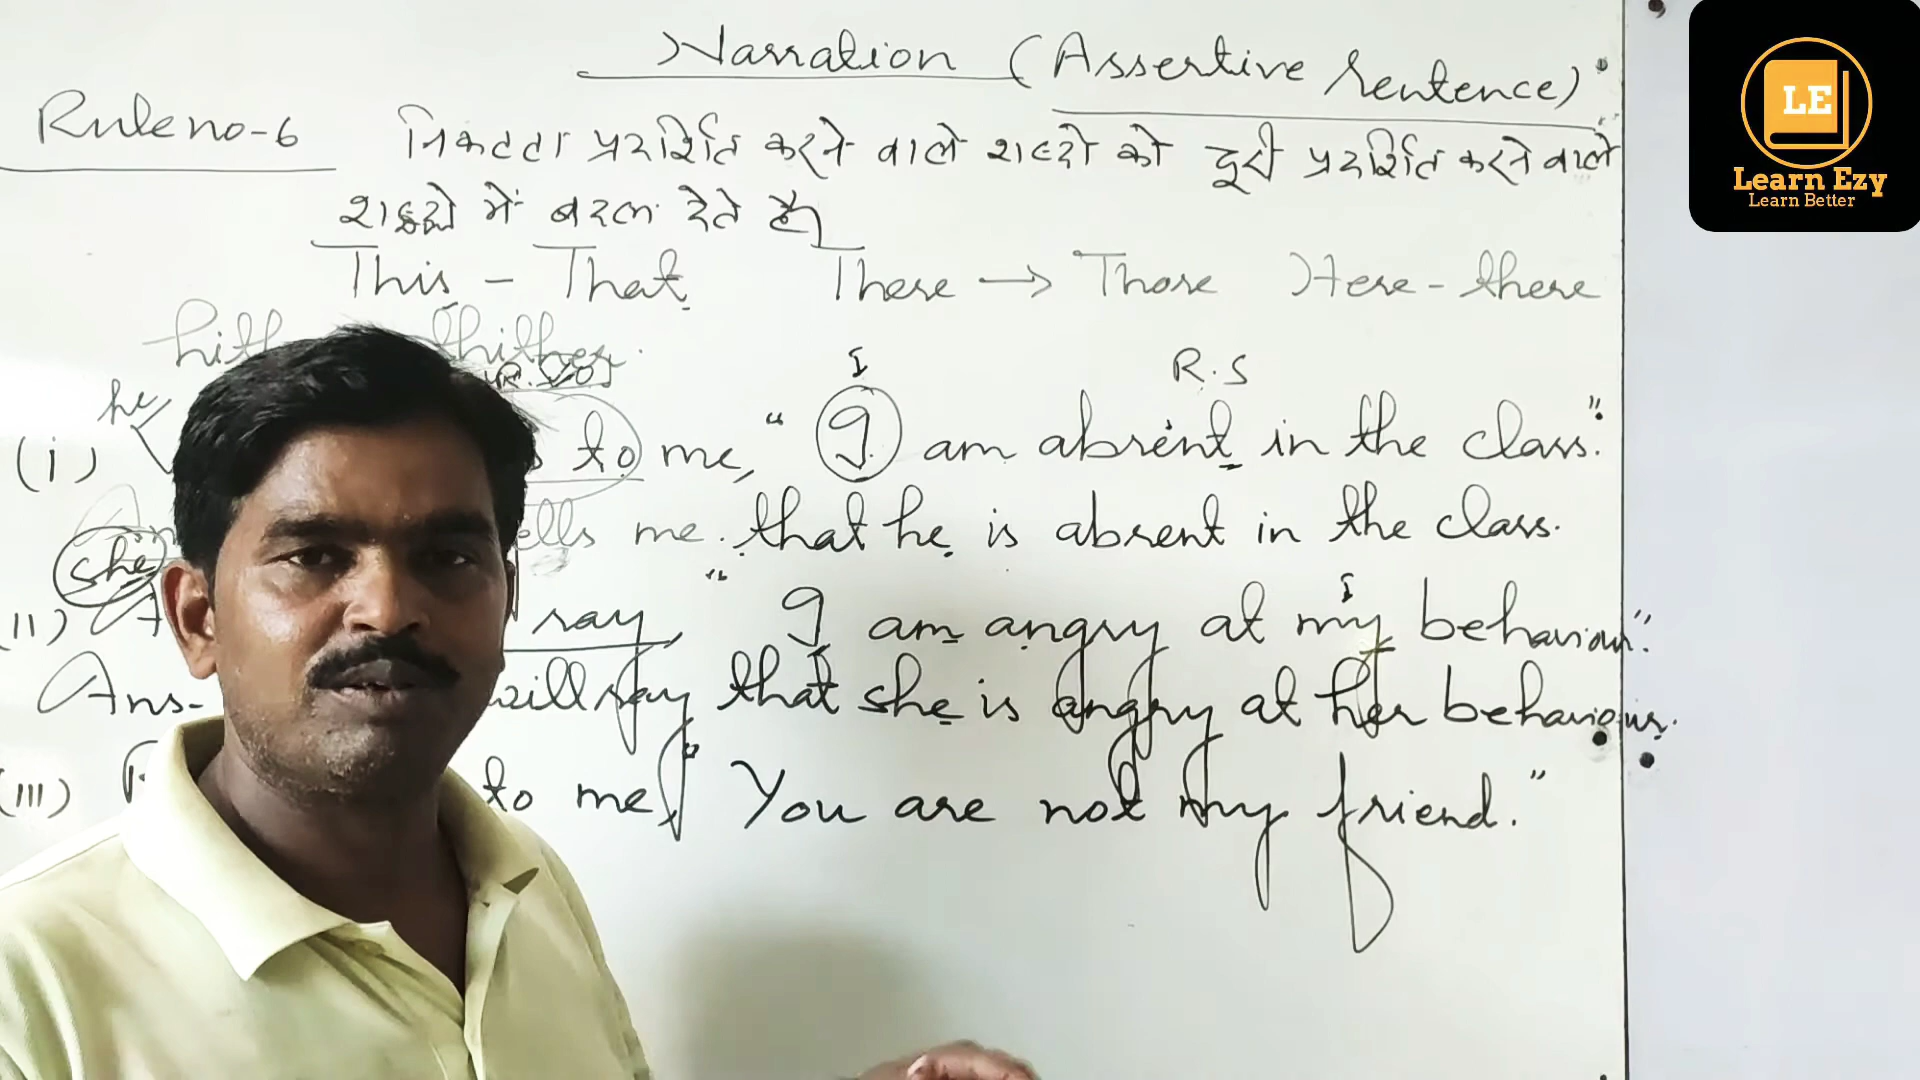 Narration (Assertive Sentence)
Rule no-6 निकटता प्रदर्शित करने वाले शब्दो को दूरी प्रदर्शित करने वाले
शब्दो मे बदल देते है।
This - That These → Those Here - there
thither.
he I R.S
(i) to me, " I am absent in the class."
she me that he is absent in the class.
(ii) say, " I am angry at my behaviour."
Ans- will say that she is angry at her behaviour.
(iii) to me, " You are not my friend."
LE
Learn Ezy
Learn Better